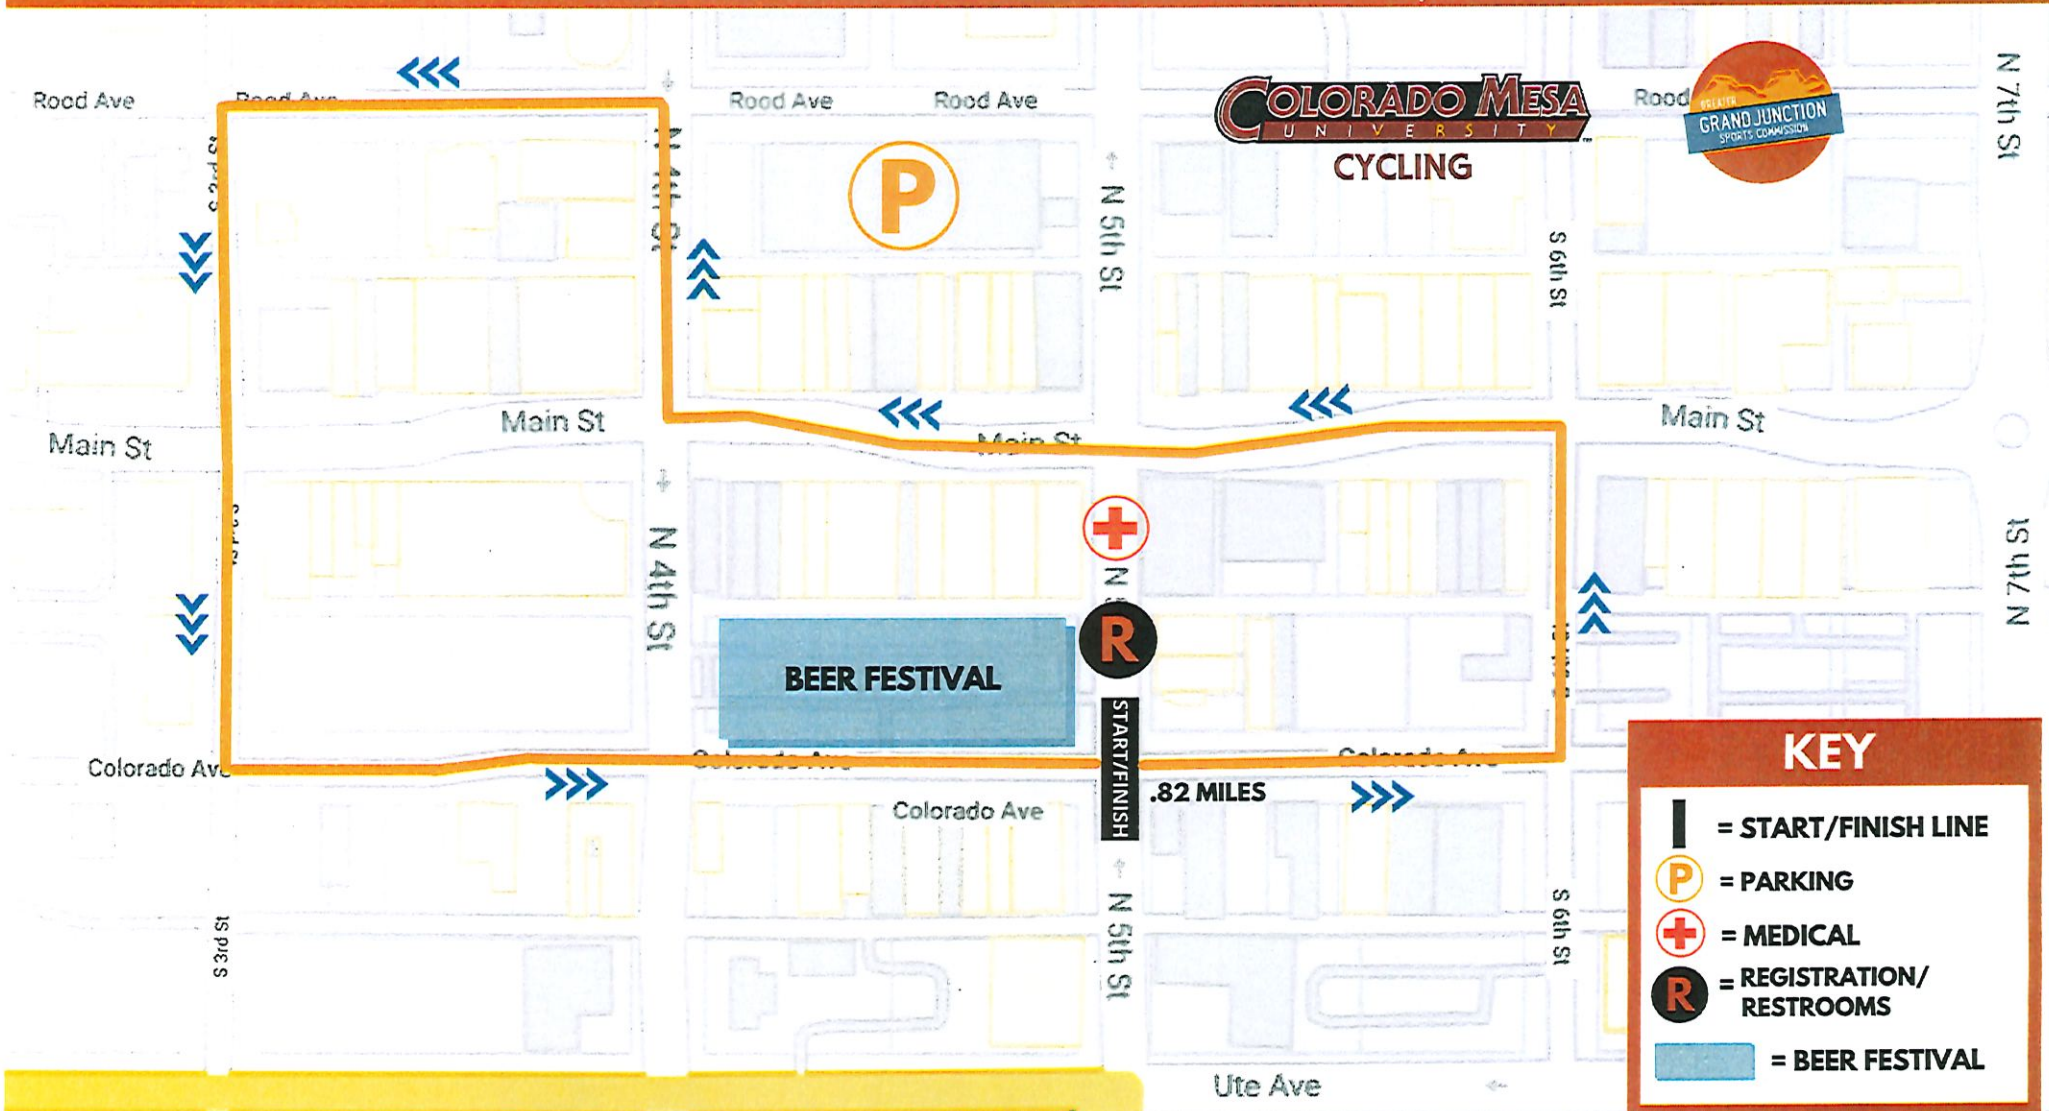 Rood Ave
Rood Ave
Rood Ave
Rood Ave
COLORADO MESA
UNIVERSITY
CYCLING
Rood
GREATER
GRAND JUNCTION
SPORTS COMMISSION
N 7th St
S 3rd St
N 4th St
P
N 5th St
S 6th St
Main St
Main St
Main St
Main St
N 4th St
N
R
BEER FESTIVAL
START/FINISH
N 7th St
Colorado Ave
Colorado Ave
Colorado Ave
.82 MILES
Colorado Ave
S 3rd St
N 5th St
S 6th St
Ute Ave
KEY
= START/FINISH LINE
P = PARKING
= MEDICAL
R = REGISTRATION/
RESTROOMS
= BEER FESTIVAL